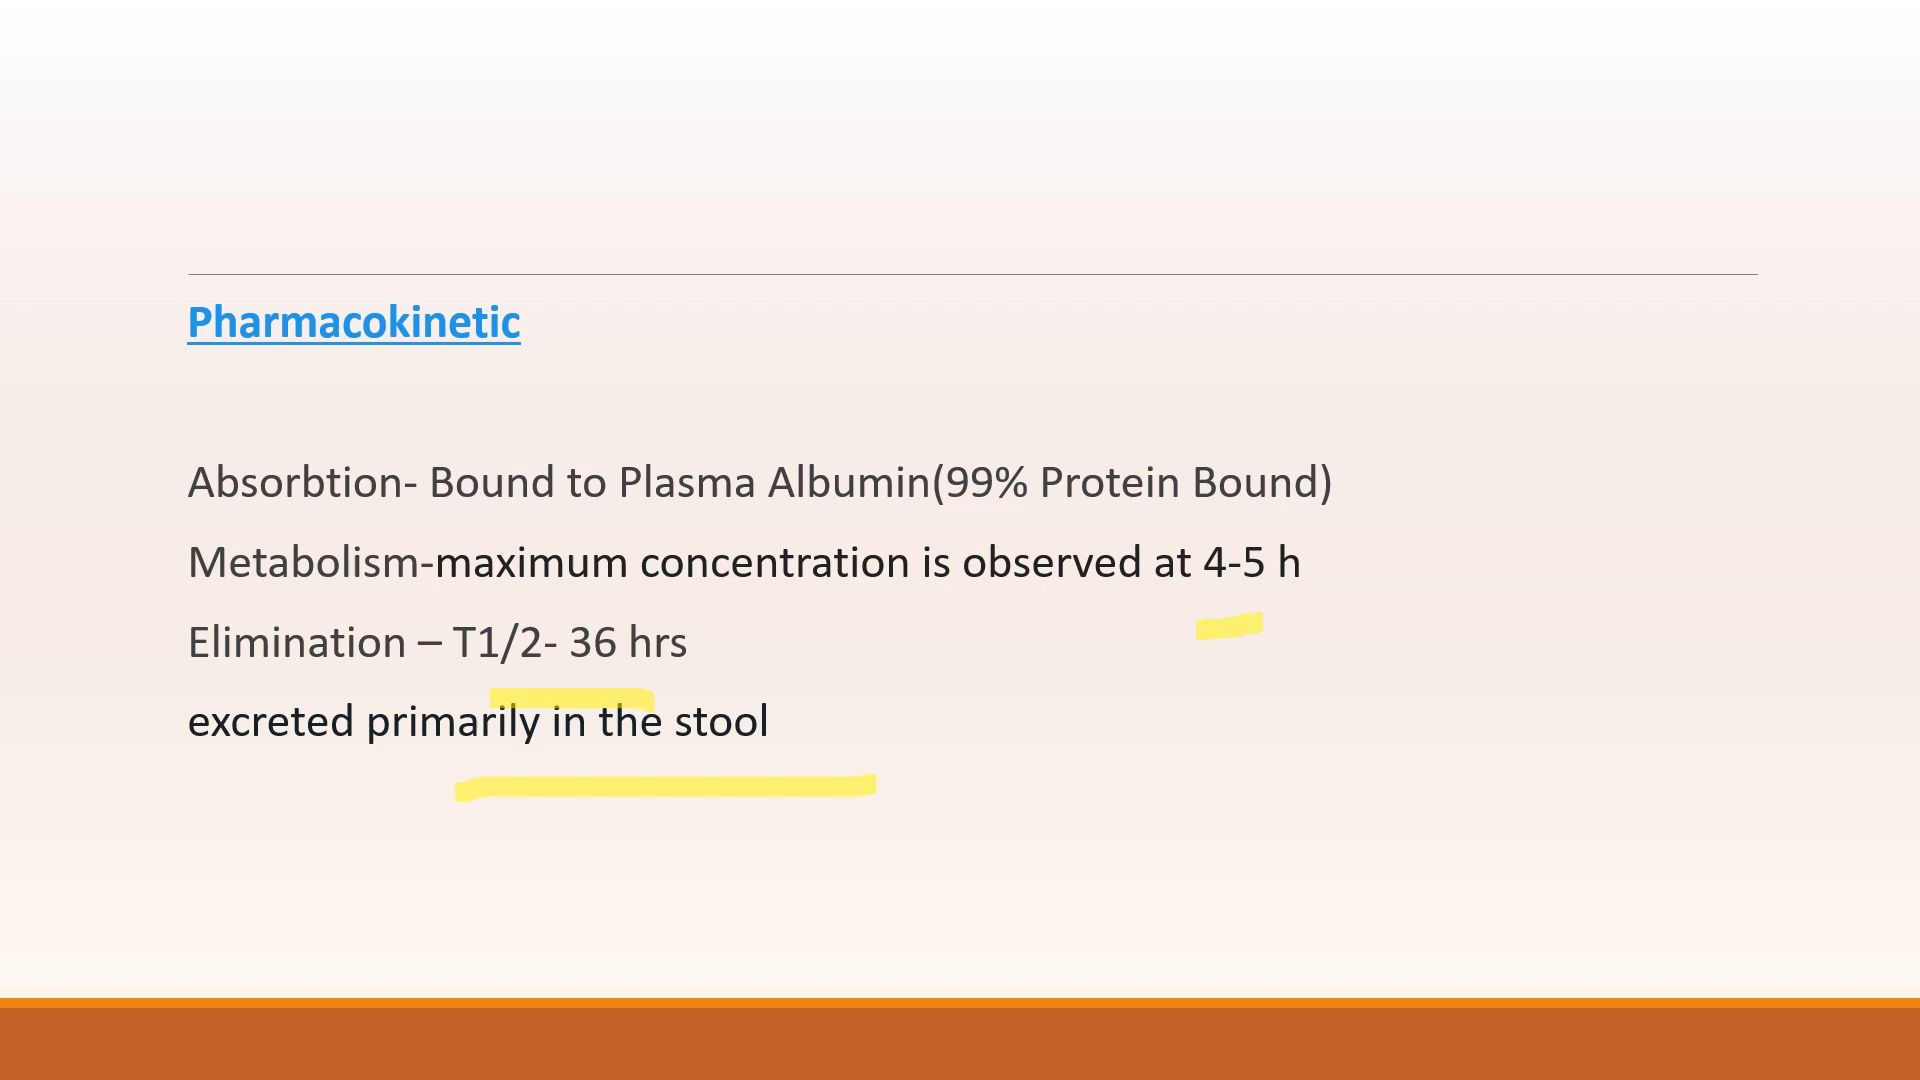 Pharmacokinetic
Absorbtion- Bound to Plasma Albumin(99% Protein Bound)
Metabolism-maximum concentration is observed at 4-5 h
Elimination – T1/2- 36 hrs
excreted primarily in the stool